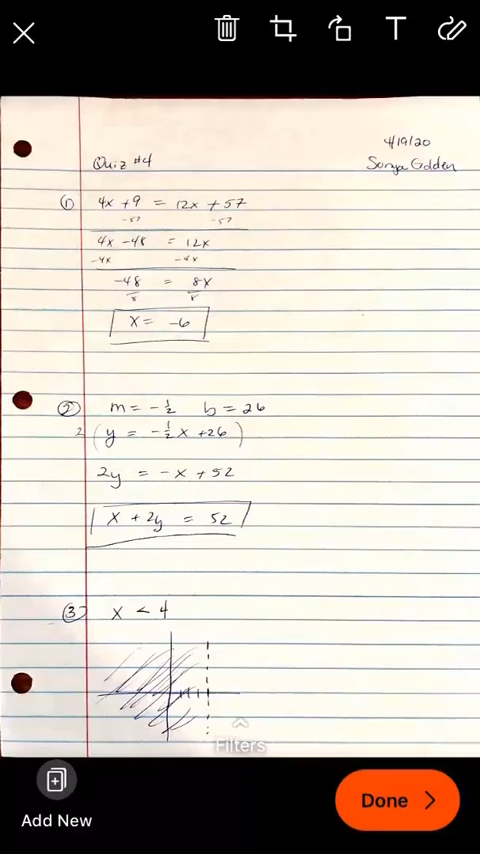 T
4/19/20
Quiz #4
Sonya Golden
① 4x + 9 = 12x + 57
-57 -57
4x - 48 = 12x
-4x -4x
-48 = 8x
8 8
x = -6
② m = -1/2 b = 26
2 (y = -1/2x + 26)
2y = -x + 52
x + 2y = 52
③ x < 4
Filters
Add New
Done